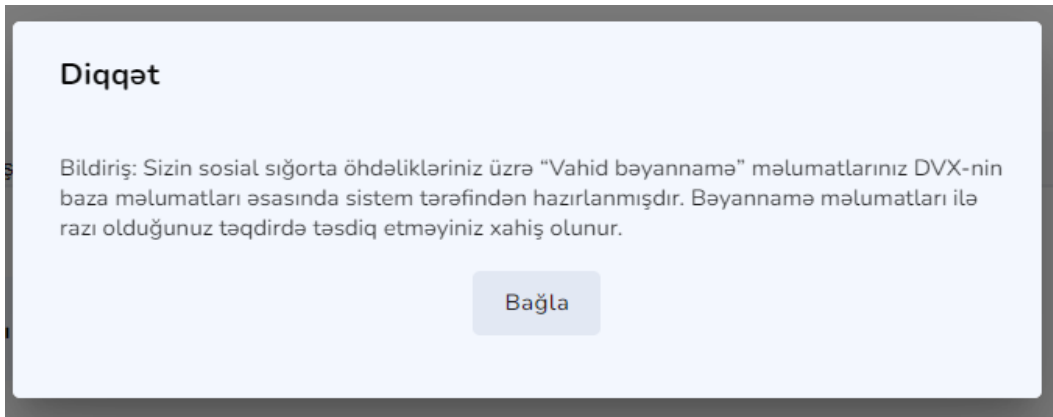 Diqqət
Bildiriş: Sizin sosial sığorta öhdəlikləriniz üzrə “Vahid bəyannamə” məlumatlarınız DVX-nin
baza məlumatları əsasında sistem tərəfindən hazırlanmışdır. Bəyannamə məlumatları ilə
razı olduğunuz təqdirdə təsdiq etməyiniz xahiş olunur.
Bağla